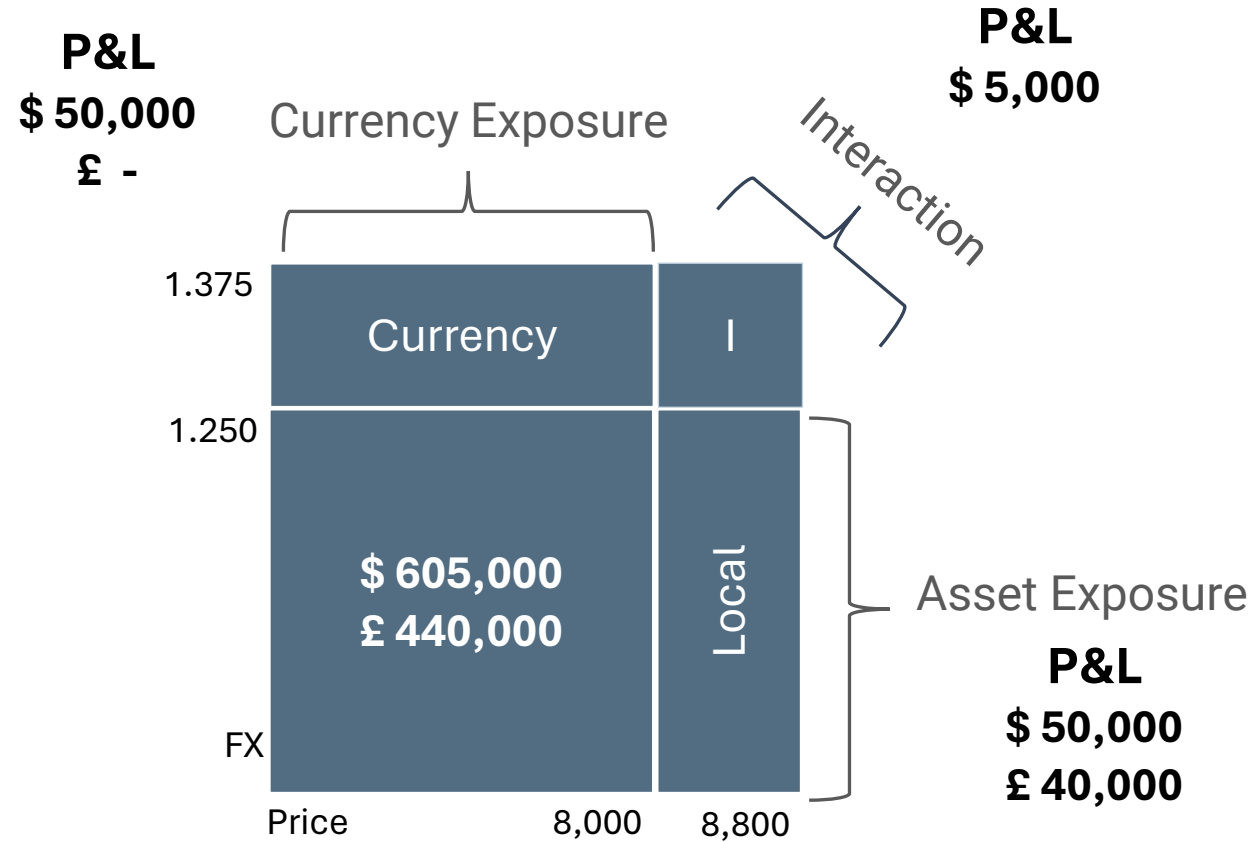 P&L
$ 50,000
£ -
Currency Exposure
P&L
$ 5,000
Interaction
1.375
Currency
I
1.250
$ 605,000
£ 440,000
Local
Asset Exposure
P&L
$ 50,000
£ 40,000
FX
Price
8,000
8,800